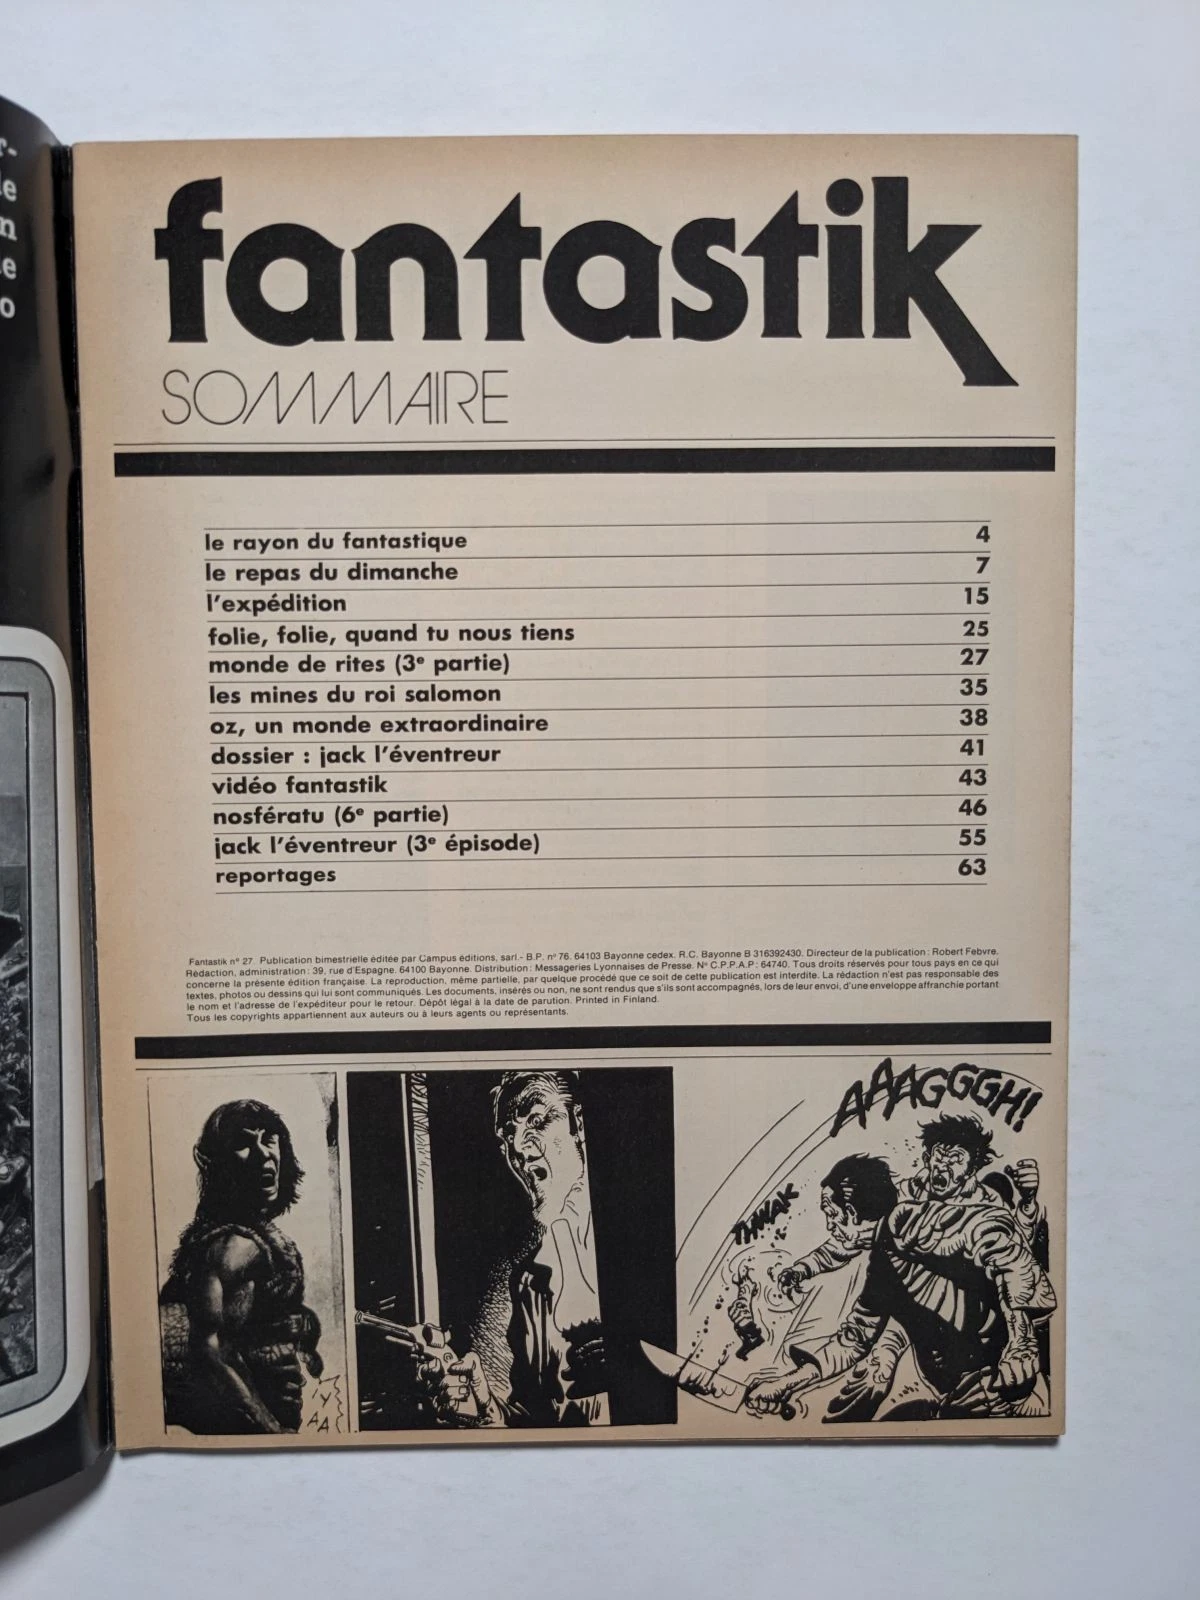 fantastik
SOMMAIRE
le rayon du fantastique 4
le repas du dimanche 7
l'expédition 15
folie, folie, quand tu nous tiens 25
monde de rites (3e partie) 27
les mines du roi salomon 35
oz, un monde extraordinaire 38
dossier : jack l'éventreur 41
vidéo fantastik 43
nosfératu (6e partie) 46
jack l'éventreur (3e épisode) 55
reportages 63
Fantastik n° 27. Publication bimestrielle éditée par Campus éditions, sarl.- B.P. n° 76. 64103 Bayonne cedex. R.C. Bayonne B 316392430. Directeur de la publication : Robert Febvre.
Rédaction, administration : 39, rue d'Espagne. 64100 Bayonne. Distribution : Messageries Lyonnaises de Presse. N° C.P.P.A.P : 64740. Tous droits réservés pour tous pays en ce qui
concerne la présente édition française. La reproduction, même partielle, par quelque procédé que ce soit de cette publication est interdite. La rédaction n'est pas responsable des
textes, photos ou dessins qui lui sont communiqués. Les documents, insérés ou non, ne sont rendus que s'ils sont accompagnés, lors de leur envoi, d'une enveloppe affranchie portant
le nom et l'adresse de l'expéditeur pour le retour. Dépôt légal à la date de parution. Printed in Finland.
Tous les copyrights appartiennent aux auteurs ou à leurs agents ou représentants.
AAAGGGH!
THWAK
YAA